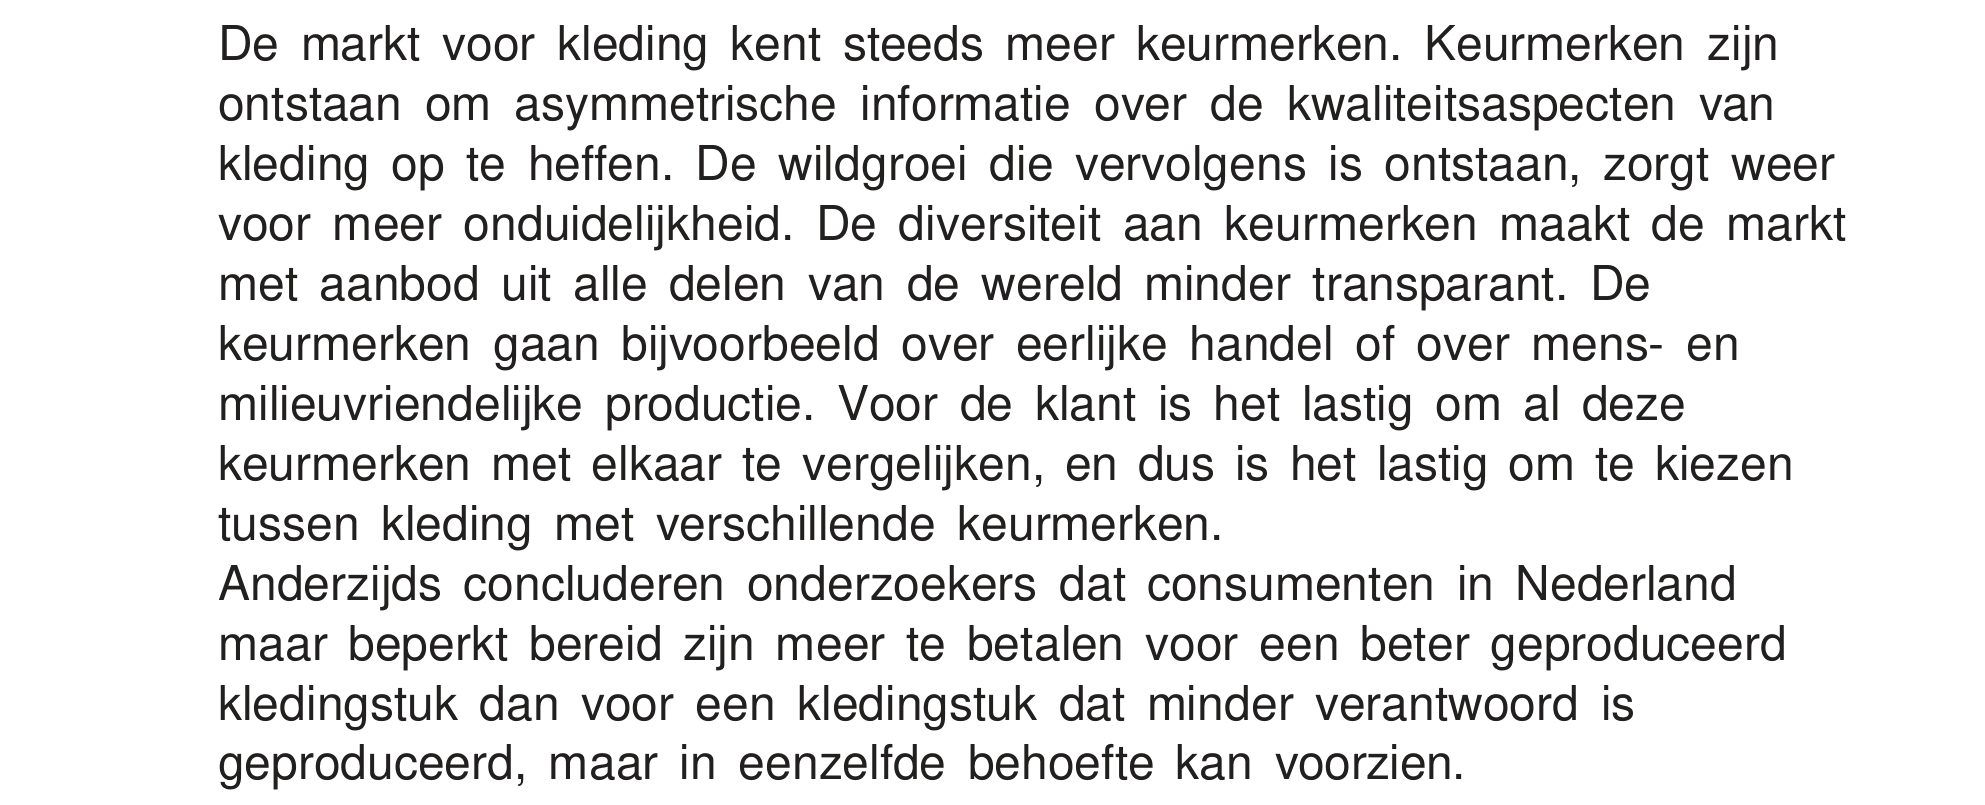 De markt voor kleding kent steeds meer keurmerken. Keurmerken zijn
ontstaan om asymmetrische informatie over de kwaliteitsaspecten van
kleding op te heffen. De wildgroei die vervolgens is ontstaan, zorgt weer
voor meer onduidelijkheid. De diversiteit aan keurmerken maakt de markt
met aanbod uit alle delen van de wereld minder transparant. De
keurmerken gaan bijvoorbeeld over eerlijke handel of over mens- en
milieuvriendelijke productie. Voor de klant is het lastig om al deze
keurmerken met elkaar te vergelijken, en dus is het lastig om te kiezen
tussen kleding met verschillende keurmerken.
Anderzijds concluderen onderzoekers dat consumenten in Nederland
maar beperkt bereid zijn meer te betalen voor een beter geproduceerd
kledingstuk dan voor een kledingstuk dat minder verantwoord is
geproduceerd, maar in eenzelfde behoefte kan voorzien.